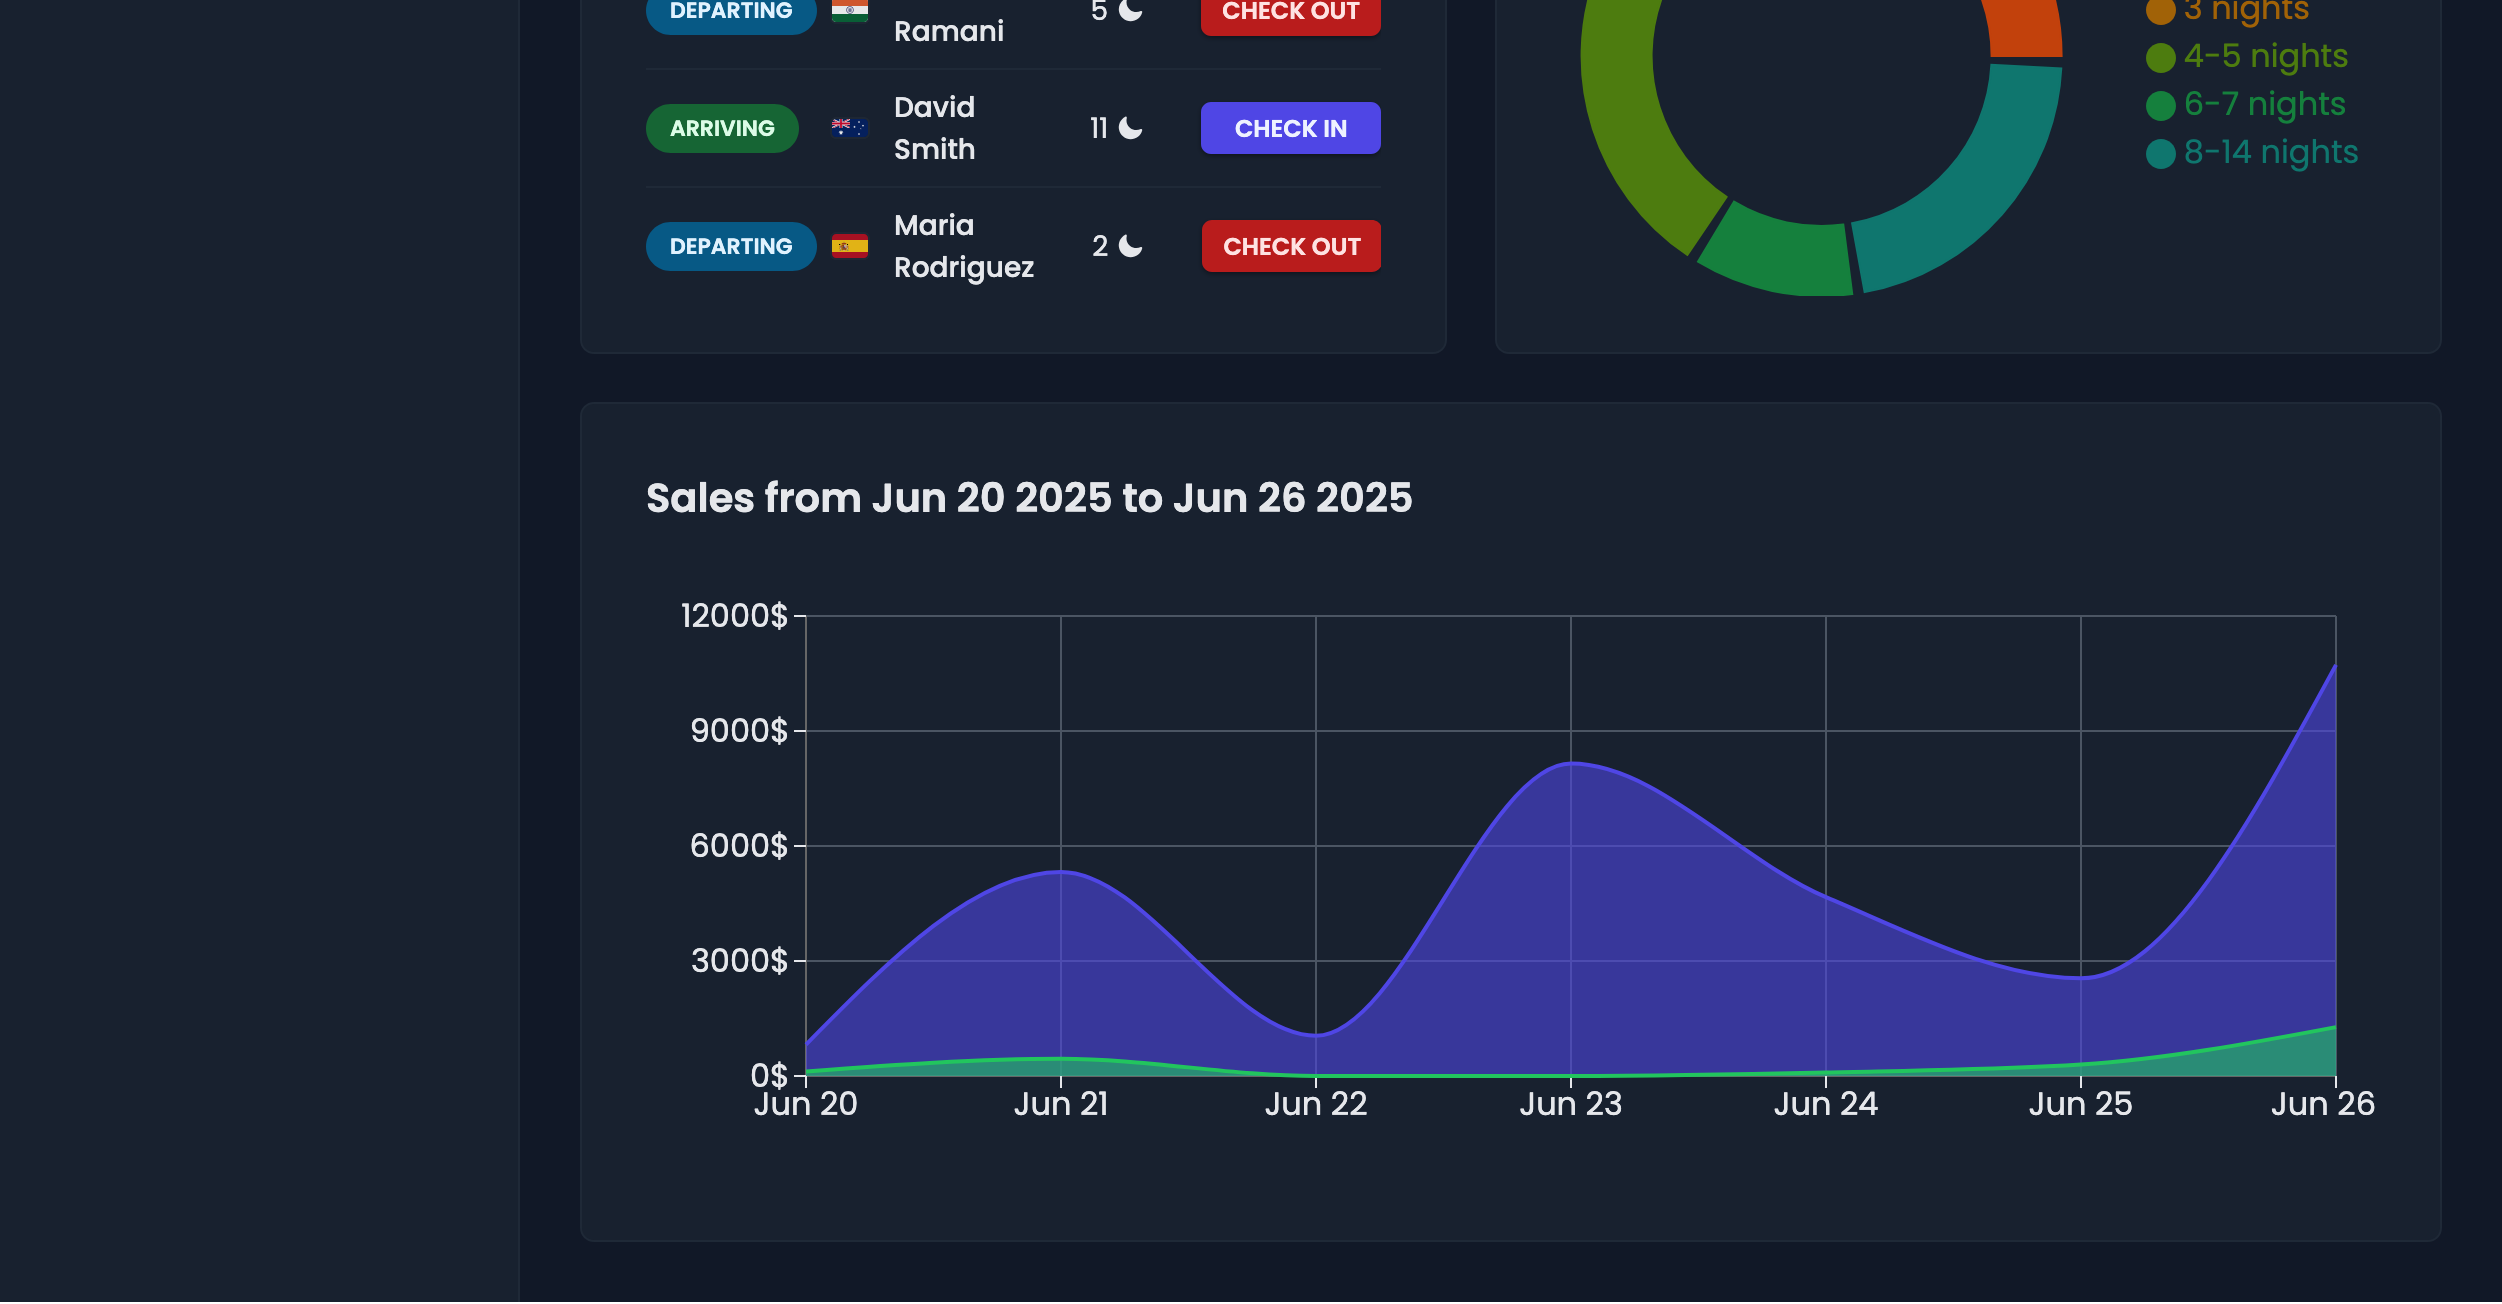 DEPARTING
Ramani
5
CHECK OUT
ARRIVING
David
Smith
11
CHECK IN
DEPARTING
Maria
Rodriguez
2
CHECK OUT
3 nights
4-5 nights
6-7 nights
8-14 nights
Sales from Jun 20 2025 to Jun 26 2025
12000$
9000$
6000$
3000$
0$
Jun 20
Jun 21
Jun 22
Jun 23
Jun 24
Jun 25
Jun 26